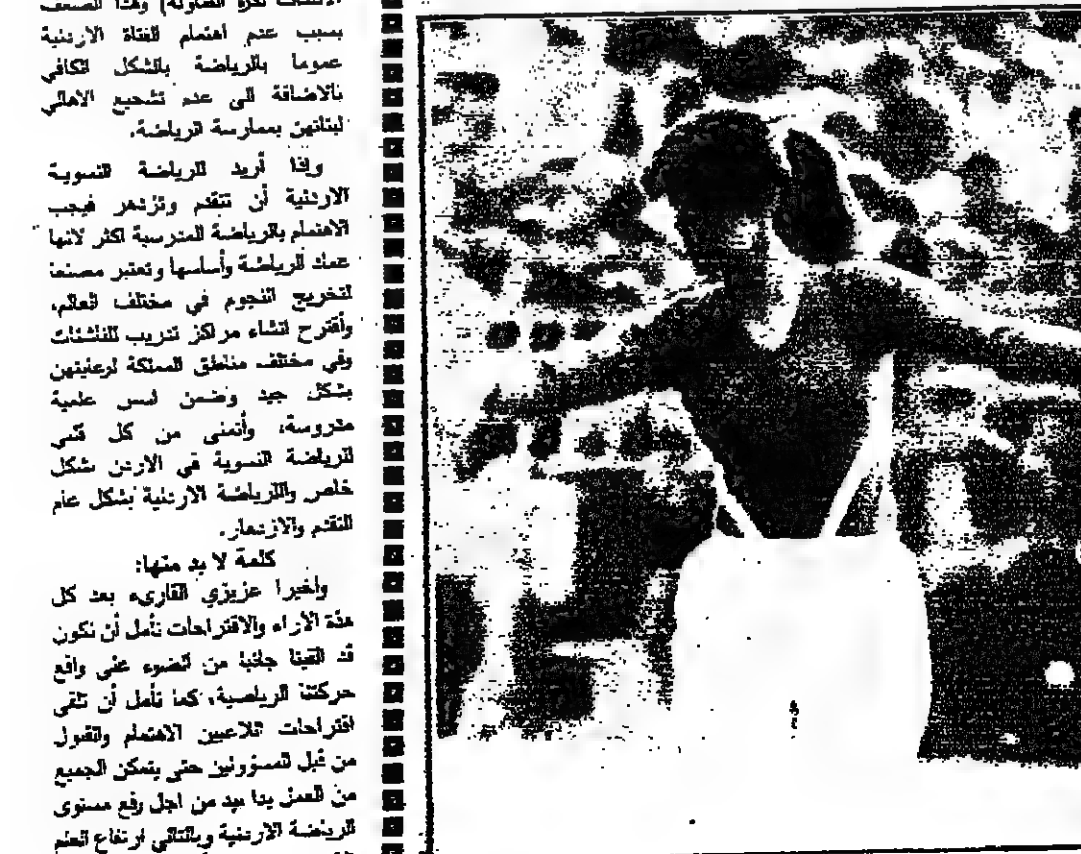 بسبب عدم اهتمام الفتاة الاردنية
عموما بالرياضة بالشكل الكافي
بالاضافة الى عدم تشجيع الاهالي
لبناتهن بممارسة الرياضة.
واذا أريد للرياضة النسوية
الاردنية أن تتقدم وتزدهر فيجب
الاهتمام بالرياضة المدرسية اكثر لانها
عماد الرياضة وأساسها وتعتبر مصنعا
لتخريج النجوم في مختلف العالم،
وأقترح انشاء مراكز تدريب للناشئات
وفي مختلف مناطق المملكة لرعايتهن
بشكل جيد وضمن اسس علمية
مدروسة، وأتمنى من كل قلبي
للرياضة النسوية في الاردن بشكل
خاص وللرياضة الاردنية بشكل عام
التقدم والازدهار.
كلمة لا بد منها:
واخيرا عزيزي القارىء بعد كل
هذة الأراء والاقتراحات نأمل أن نكون
قد القينا جانبا من الضوء على واقع
حركتنا الرياضية، كما نأمل أن تلقى
اقتراحات اللاعبين الاهتمام والقبول
من قبل المسؤولين حتى يتمكن الجميع
من العمل يدا بيد من اجل رفع مستوى
الرياضة الاردنية وبالتالي ارتفاع العلم